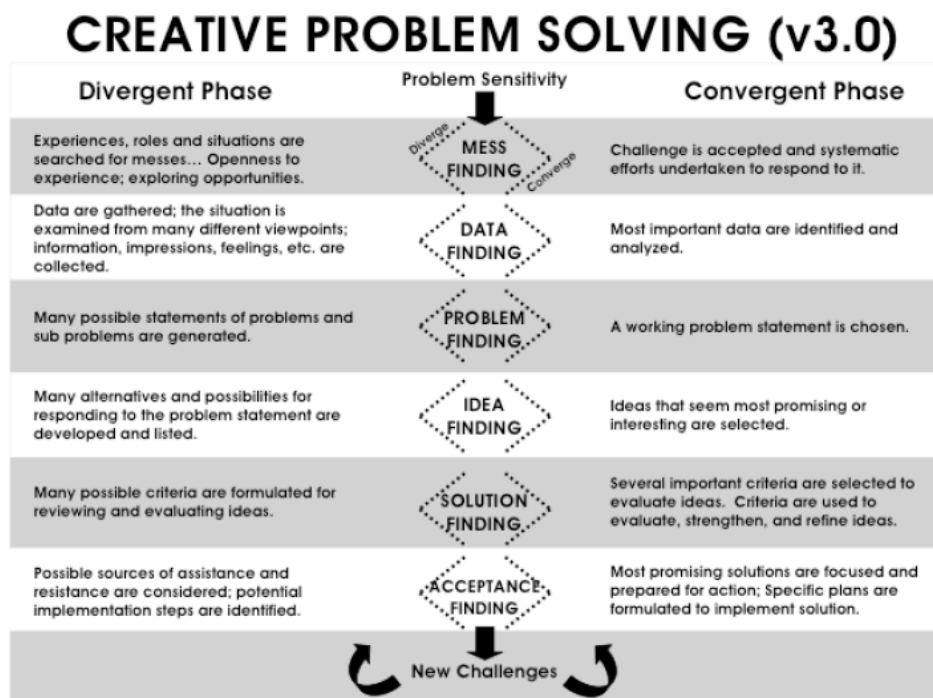 CREATIVE PROBLEM SOLVING (v3.0)
Divergent Phase
Problem Sensitivity
Convergent Phase
Experiences, roles and situations are
searched for messes... Openness to
experience; exploring opportunities.
Diverge
MESS
FINDING
Converge
Challenge is accepted and systematic
efforts undertaken to respond to it.
Data are gathered; the situation is
examined from many different viewpoints;
information, impressions, feelings, etc. are
collected.
DATA
FINDING
Most important data are identified and
analyzed.
Many possible statements of problems and
sub problems are generated.
PROBLEM
FINDING
A working problem statement is chosen.
Many alternatives and possibilities for
responding to the problem statement are
developed and listed.
IDEA
FINDING
Ideas that seem most promising or
interesting are selected.
Many possible criteria are formulated for
reviewing and evaluating ideas.
SOLUTION
FINDING
Several important criteria are selected to
evaluate ideas. Criteria are used to
evaluate, strengthen, and refine ideas.
Possible sources of assistance and
resistance are considered; potential
implementation steps are identified.
ACCEPTANCE
FINDING
Most promising solutions are focused and
prepared for action; Specific plans are
formulated to implement solution.
New Challenges